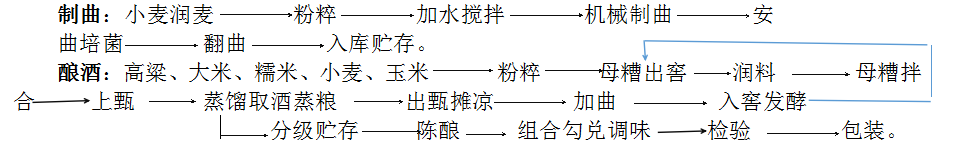 制曲：小麦润麦——→粉碎——→加水搅拌——→机械制曲——→安
曲培菌——→翻曲——→入库贮存。
酿酒：高粱、大米、糯米、小麦、玉米——→粉碎——→母糟出窖——→润料——→母糟拌
合——→上甑——→蒸馏取酒蒸粮——→出甑摊凉——→加曲——→入窖发酵
——→分级贮存——→陈酿——→组合勾兑调味——→检验——→包装。